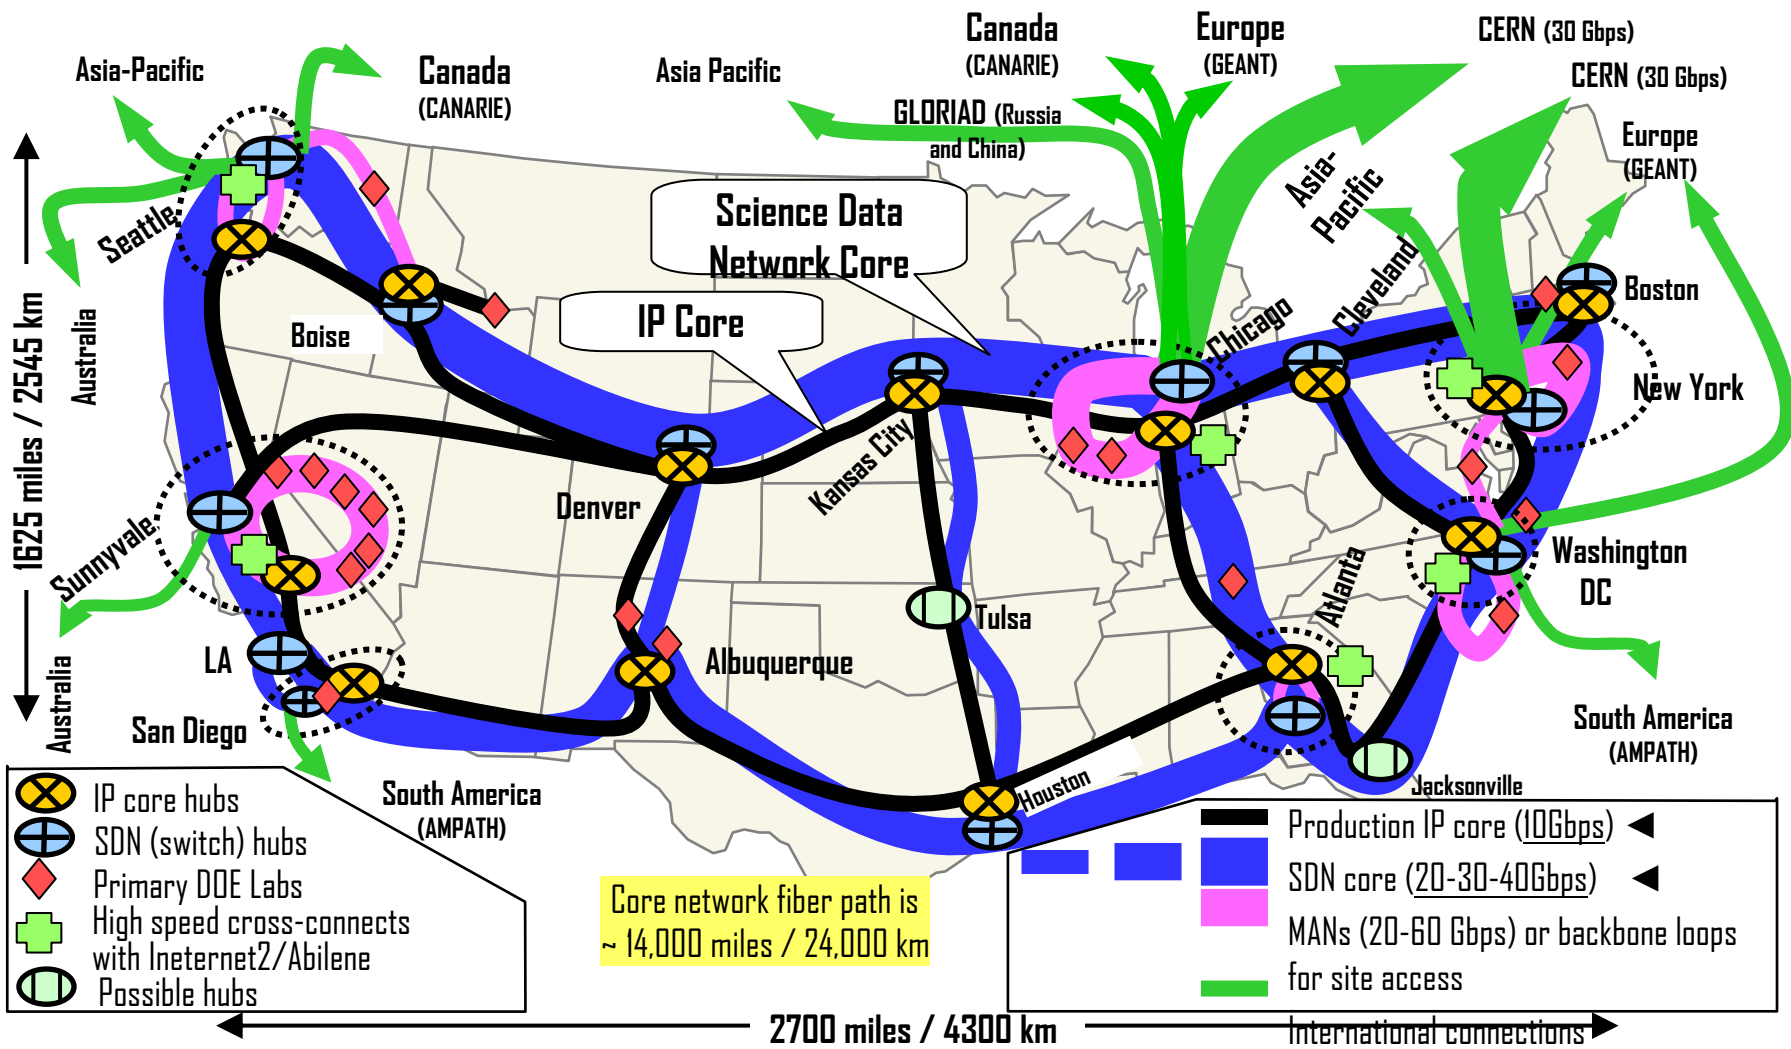 Asia-Pacific
Canada
(CANARIE)
Asia Pacific
Canada
(CANARIE)
Europe
(GEANT)
CERN (30 Gbps)
CERN (30 Gbps)
GLORIAD (Russia
and China)
Europe
(GEANT)
Asia-
Pacific
Seattle
Science Data
Network Core
IP Core
Boise
Chicago
Cleveland
Boston
New York
Australia
1625 miles / 2545 km
Denver
Kansas City
Sunnyvale
Washington
DC
Atlanta
Tulsa
LA
Albuquerque
San Diego
Australia
South America
(AMPATH)
South America
(AMPATH)
Houston
Jacksonville
IP core hubs
SDN (switch) hubs
Primary DOE Labs
High speed cross-connects
with Ineternet2/Abilene
Possible hubs
Core network fiber path is
~ 14,000 miles / 24,000 km
Production IP core (10Gbps) ◄
SDN core (20-30-40Gbps) ◄
MANs (20-60 Gbps) or backbone loops
for site access
International connections
2700 miles / 4300 km